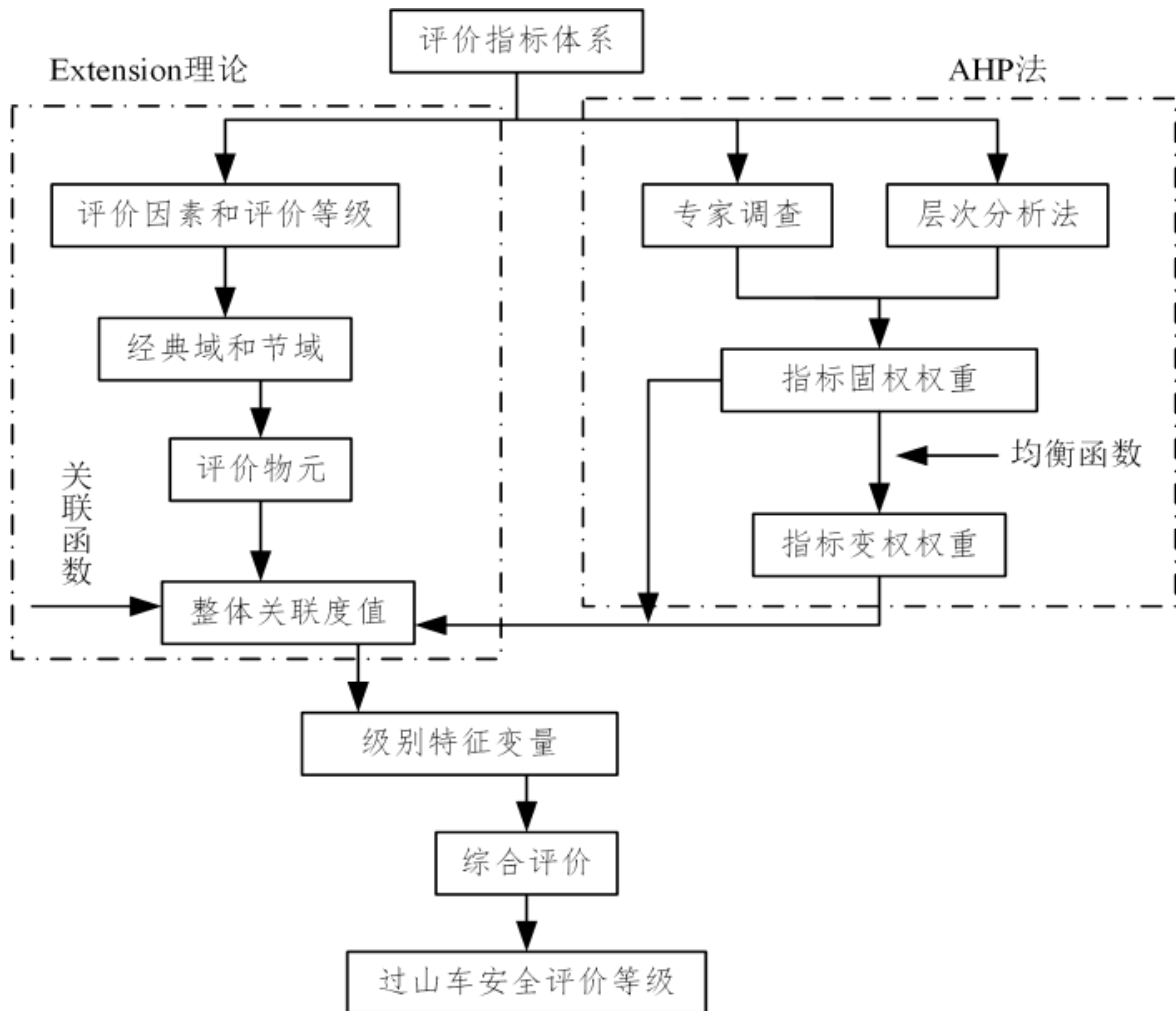 评价指标体系
Extension理论
AHP法
评价因素和评价等级
专家调查
层次分析法
经典域和节域
指标固权权重
评价物元
均衡函数
关联函数
指标变权权重
整体关联度值
级别特征变量
综合评价
过山车安全评价等级